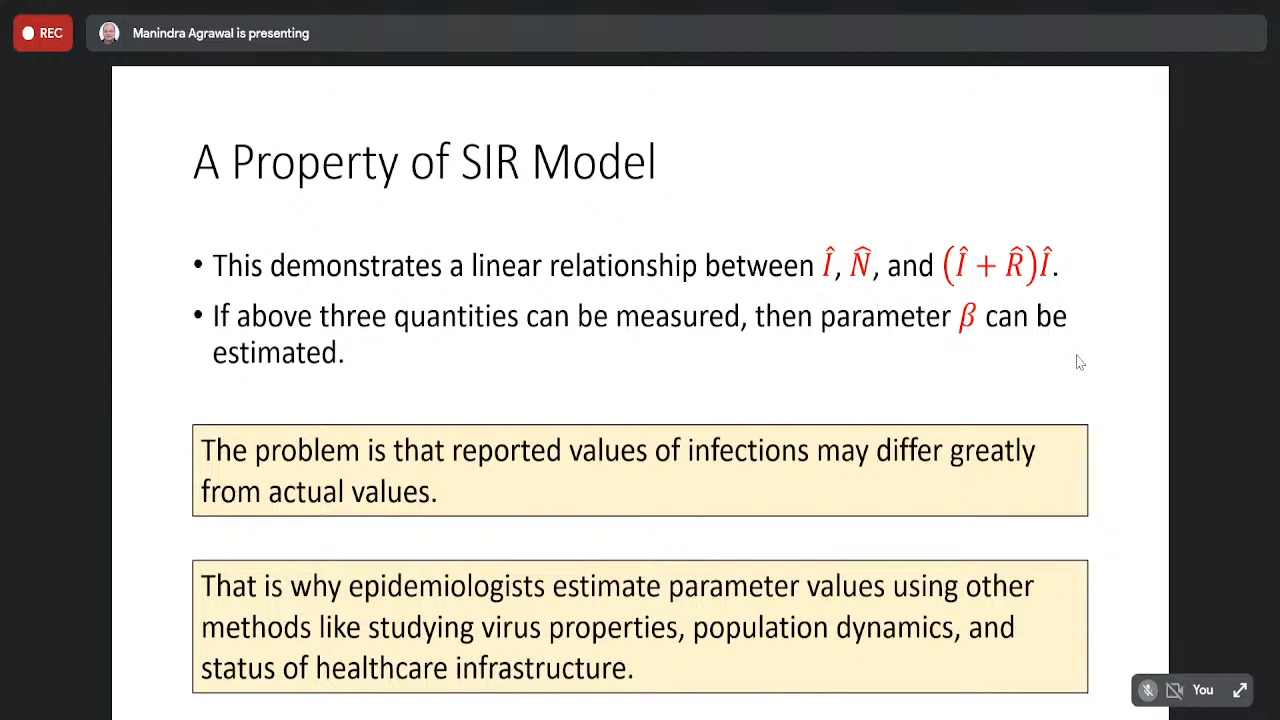 REC
Manindra Agrawal is presenting
A Property of SIR Model
• This demonstrates a linear relationship between Î, N̂, and (Î + R̂)Î.
• If above three quantities can be measured, then parameter β can be
estimated.
The problem is that reported values of infections may differ greatly
from actual values.
That is why epidemiologists estimate parameter values using other
methods like studying virus properties, population dynamics, and
status of healthcare infrastructure.
You